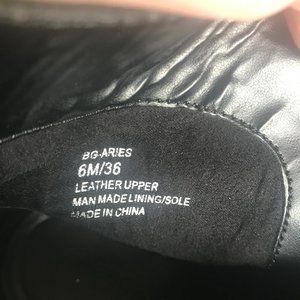 BG-ARIES
6M/36
LEATHER UPPER
MAN MADE LINING/SOLE
MADE IN CHINA